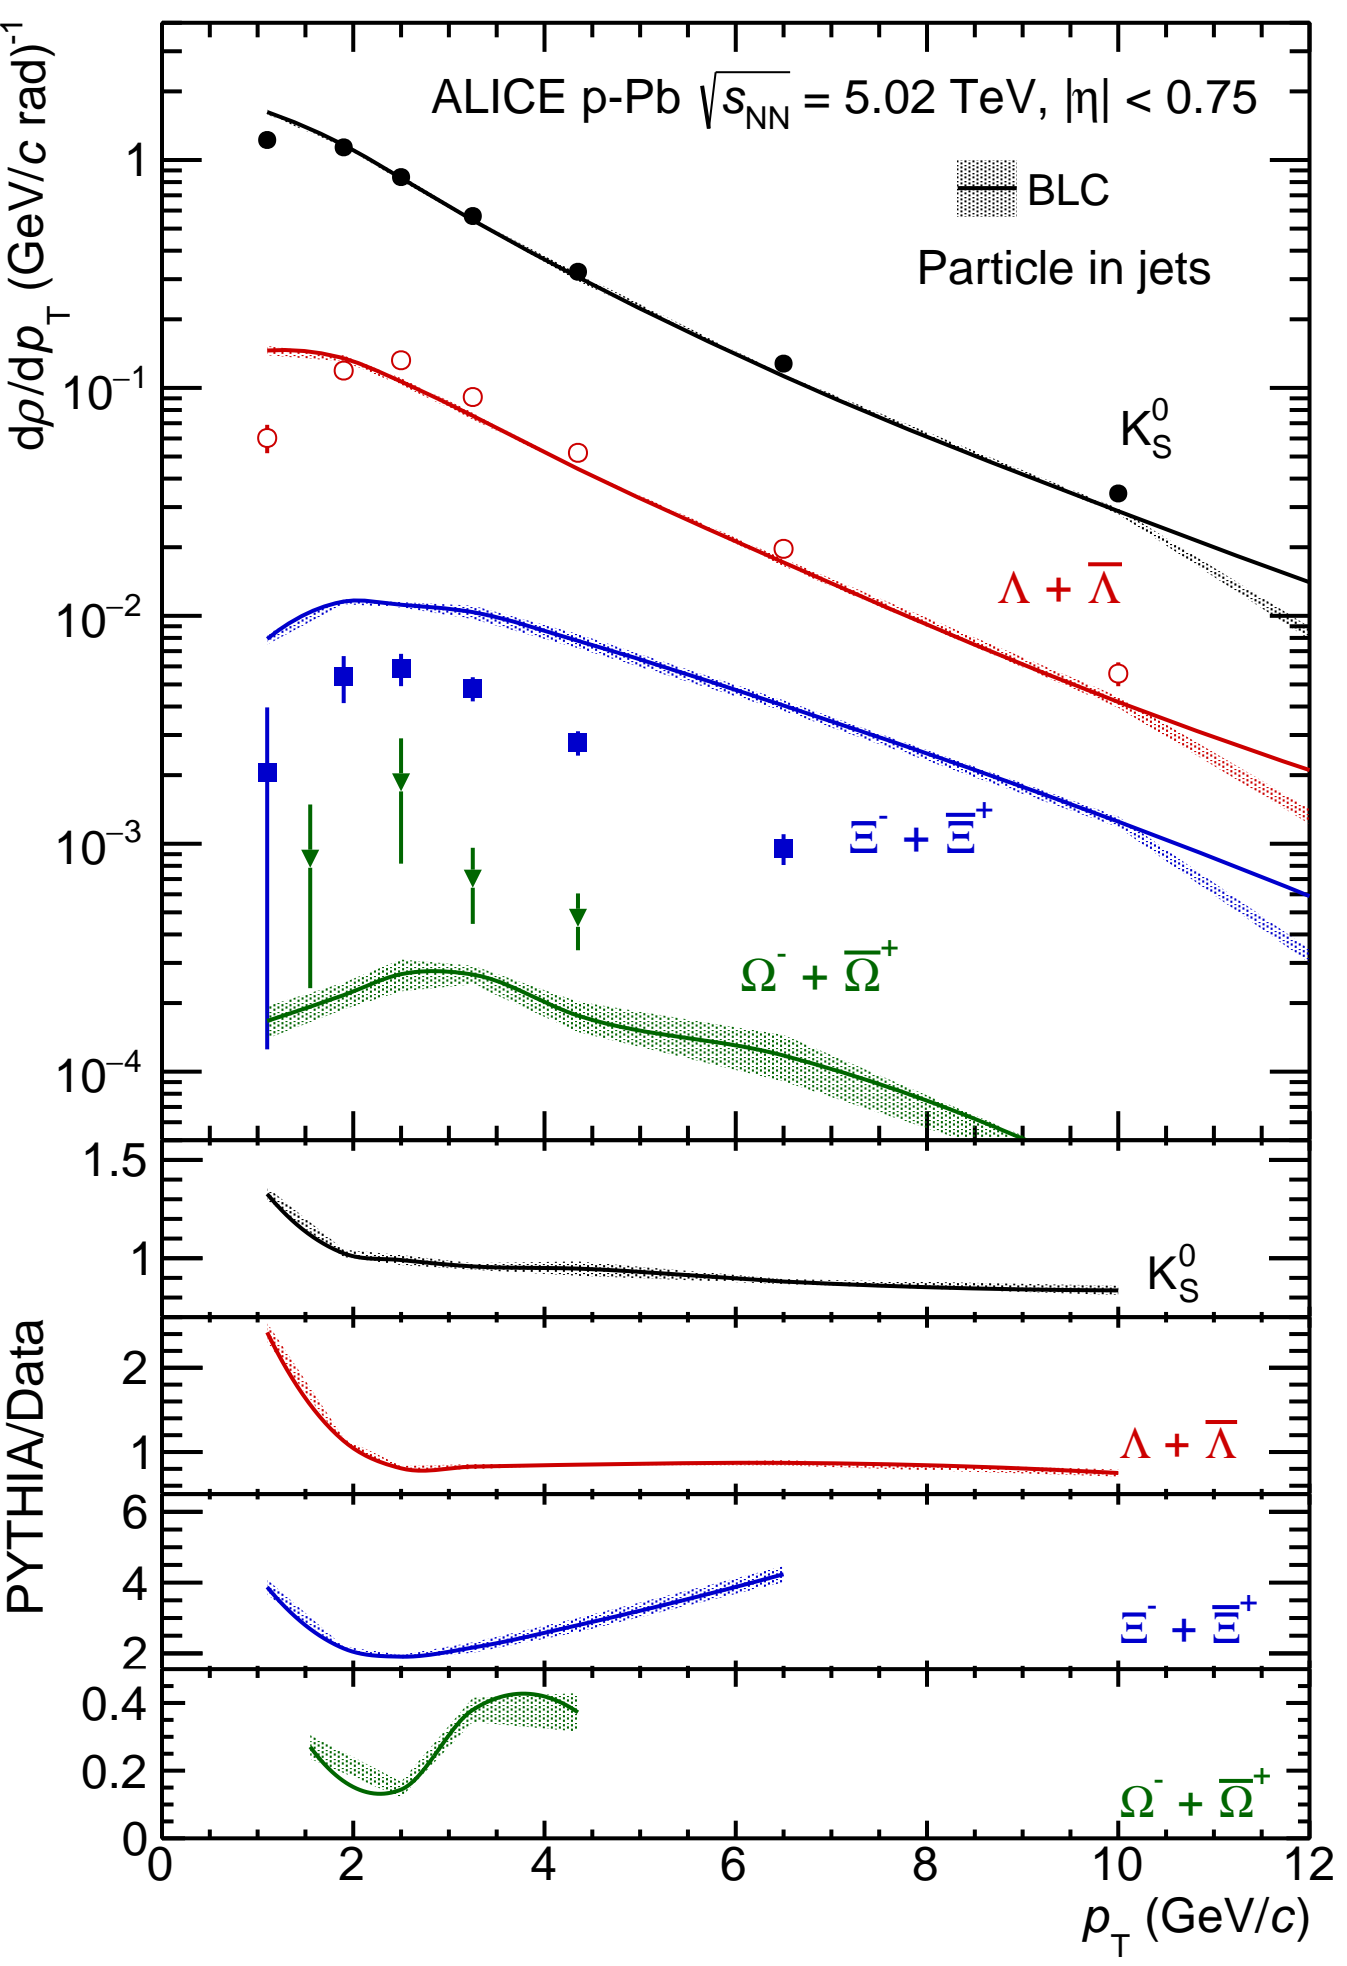 ALICE p-Pb √s_NN = 5.02 TeV, |η| < 0.75
BLC
Particle in jets
dρ/dp_T (GeV/c rad)⁻¹
1
10⁻¹
10⁻²
10⁻³
10⁻⁴
K⁰_S
Λ + Λ̅
Ξ⁻ + Ξ̅⁺
Ω⁻ + Ω̅⁺
PYTHIA/Data
1.5
1
K⁰_S
2
1
Λ + Λ̅
6
4
2
Ξ⁻ + Ξ̅⁺
0.4
0.2
0
Ω⁻ + Ω̅⁺
0 2 4 6 8 10 12
p_T (GeV/c)